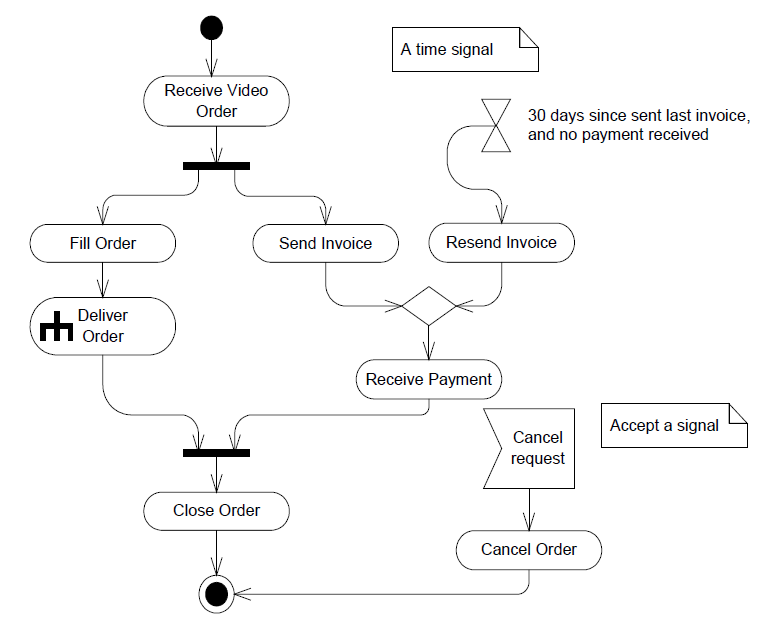 A time signal
Receive Video
Order
30 days since sent last invoice,
and no payment received
Fill Order
Send Invoice
Resend Invoice
Deliver
Order
Receive Payment
Cancel
request
Accept a signal
Close Order
Cancel Order